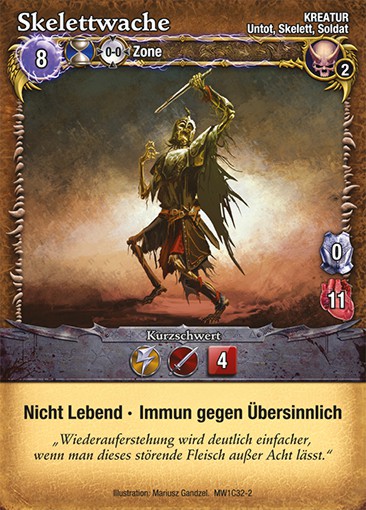 Skelettwache
KREATUR
Untot, Skelett, Soldat
8
0-0 Zone
2
0
11
Kurzschwert
4
Nicht Lebend · Immun gegen Übersinnlich
„Wiederauferstehung wird deutlich einfacher,
wenn man dieses störende Fleisch außer Acht lässt.“
Illustration: Mariusz Gandzel. MW1C32-2